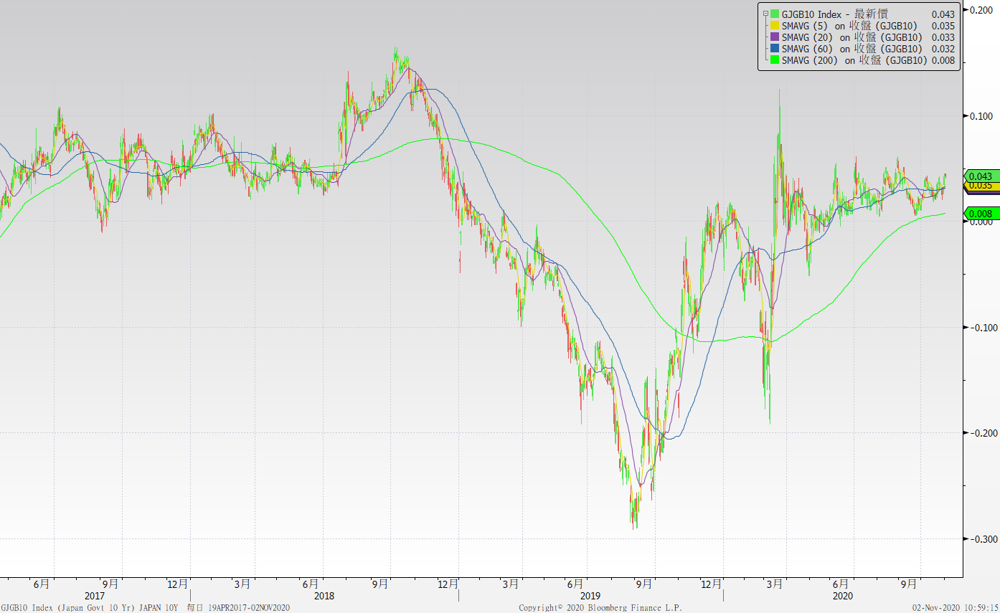 GJGB10 Index - 最新價 0.043
SMAVG (5) on 收盤 (GJGB10) 0.035
SMAVG (20) on 收盤 (GJGB10) 0.033
SMAVG (60) on 收盤 (GJGB10) 0.032
SMAVG (200) on 收盤 (GJGB10) 0.008
0.200
0.100
0.043
0.035
0.008
0.000
-0.100
-0.200
-0.300
6月 9月 12月 3月 6月 9月 12月 3月 6月 9月 12月 3月 6月 9月
2017 2018 2019 2020
GJGB10 Index (Japan Govt 10 Yr) JAPAN 10Y 每日 19APR2017-02NOV2020 Copyright© 2020 Bloomberg Finance L.P. 02-Nov-2020 10:59:15